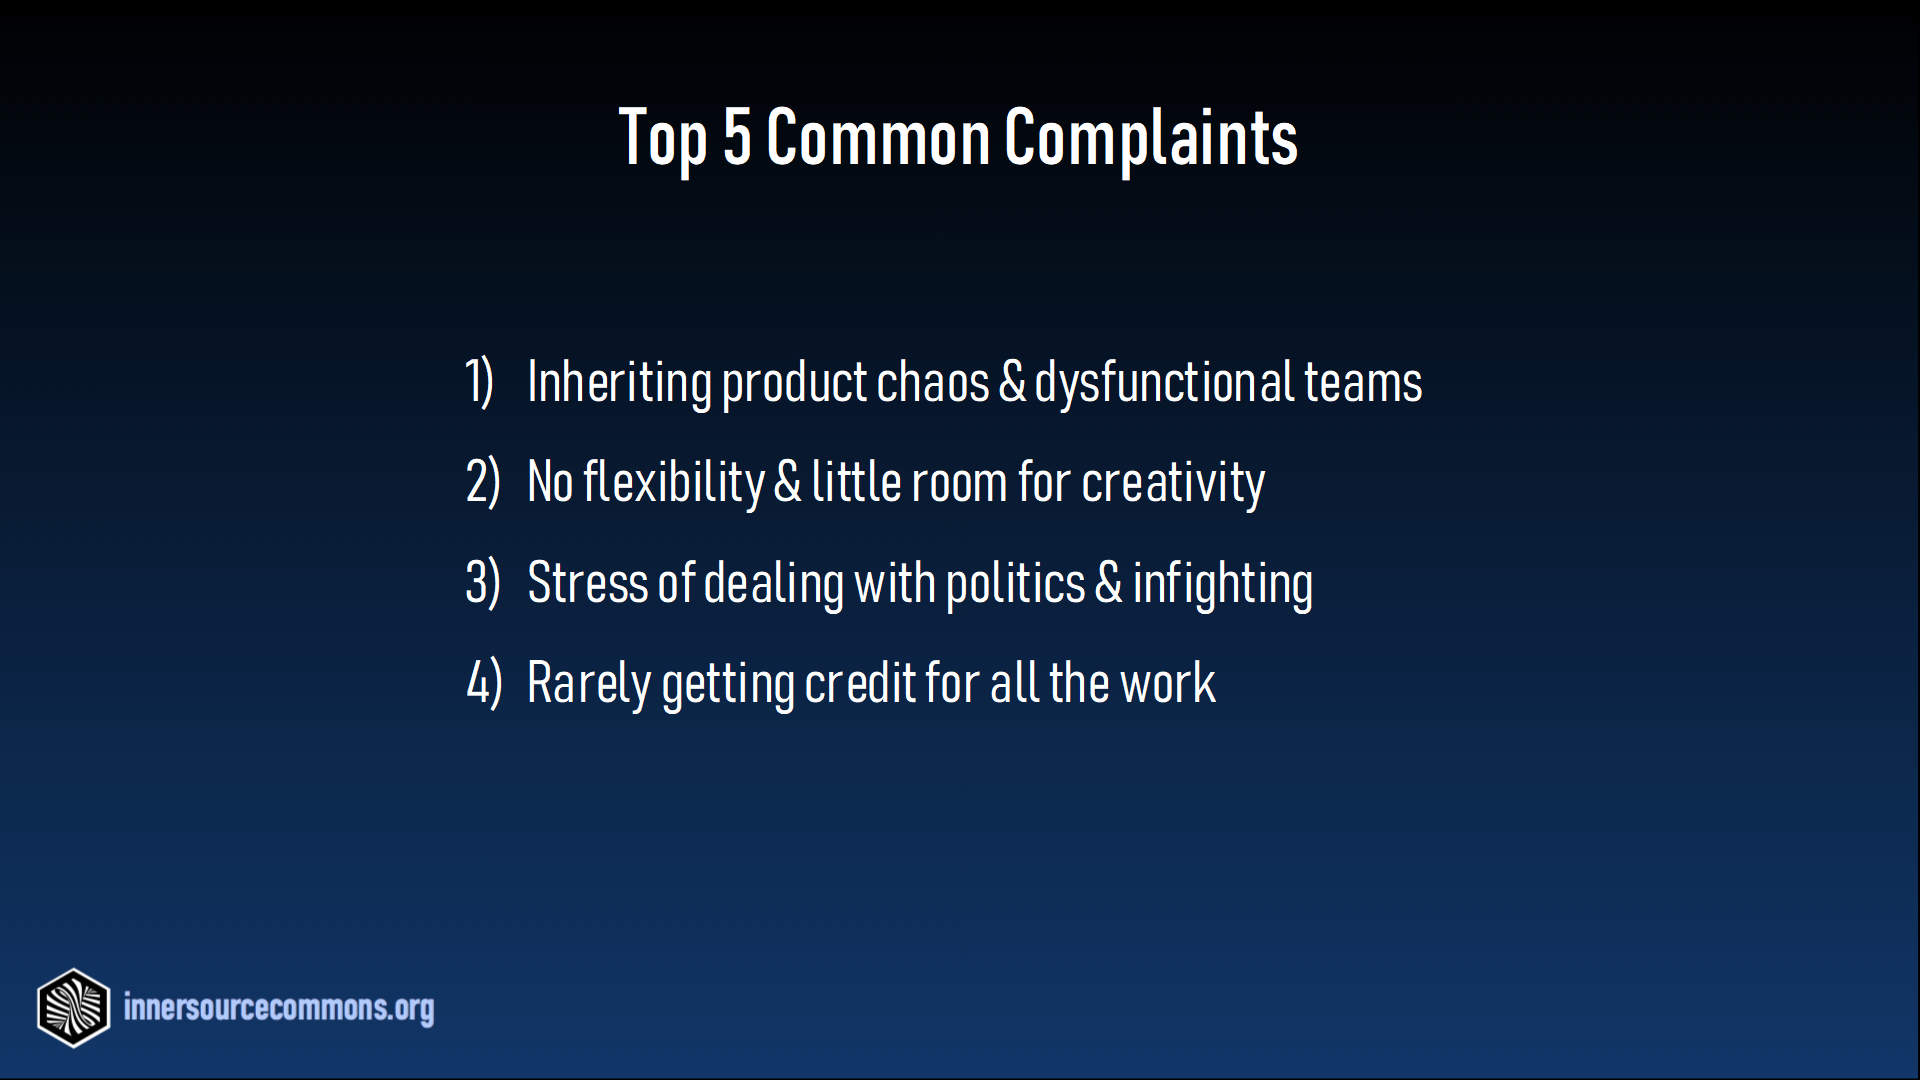 Top 5 Common Complaints
1) Inheriting product chaos & dysfunctional teams
2) No flexibility & little room for creativity
3) Stress of dealing with politics & infighting
4) Rarely getting credit for all the work
innersourcecommons.org